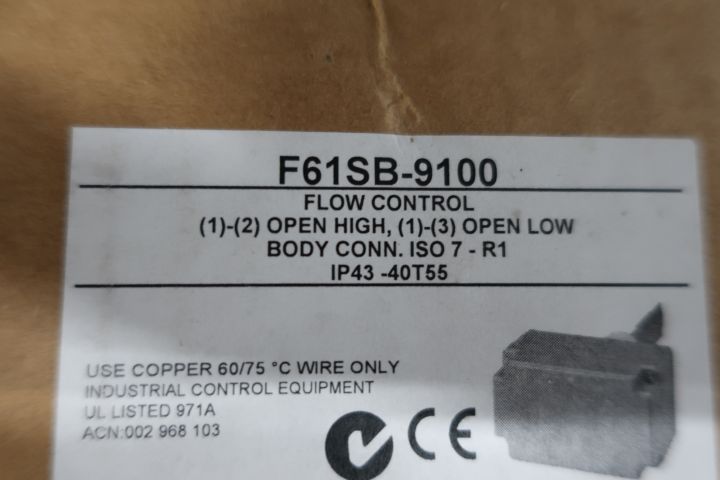 F61SB-9100
FLOW CONTROL
(1)-(2) OPEN HIGH, (1)-(3) OPEN LOW
BODY CONN. ISO 7 - R1
IP43 -40T55
USE COPPER 60/75 °C WIRE ONLY
INDUSTRIAL CONTROL EQUIPMENT
UL LISTED 971A
ACN:002 968 103
CE